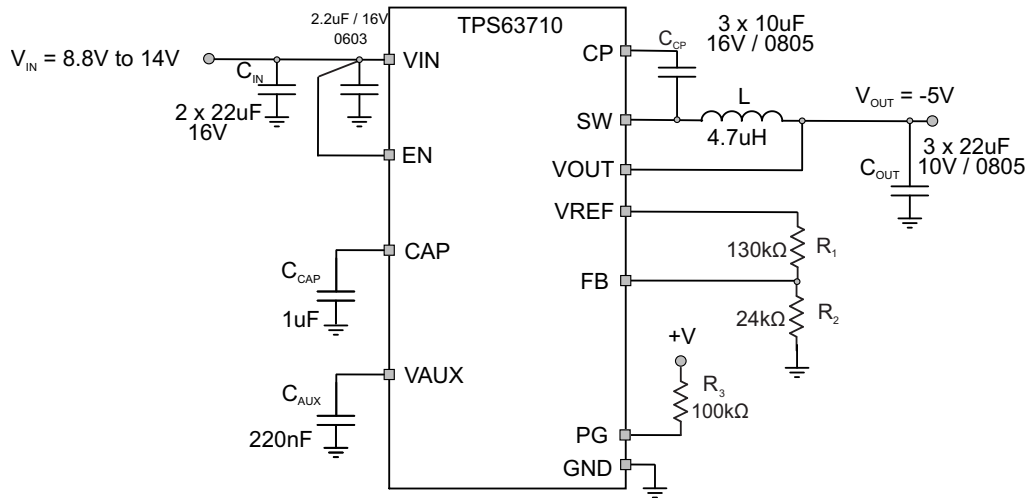 2.2uF / 16V
0603
TPS63710
3 x 10uF
16V / 0805
V_IN = 8.8V to 14V
C_IN
VIN
CP
C_CP
2 x 22uF
16V
L
V_OUT = -5V
SW
4.7uH
3 x 22uF
10V / 0805
EN
VOUT
C_OUT
VREF
CAP
130kΩ
R_1
C_CAP
FB
1uF
24kΩ
R_2
+V
VAUX
C_AUX
R_3
100kΩ
220nF
PG
GND